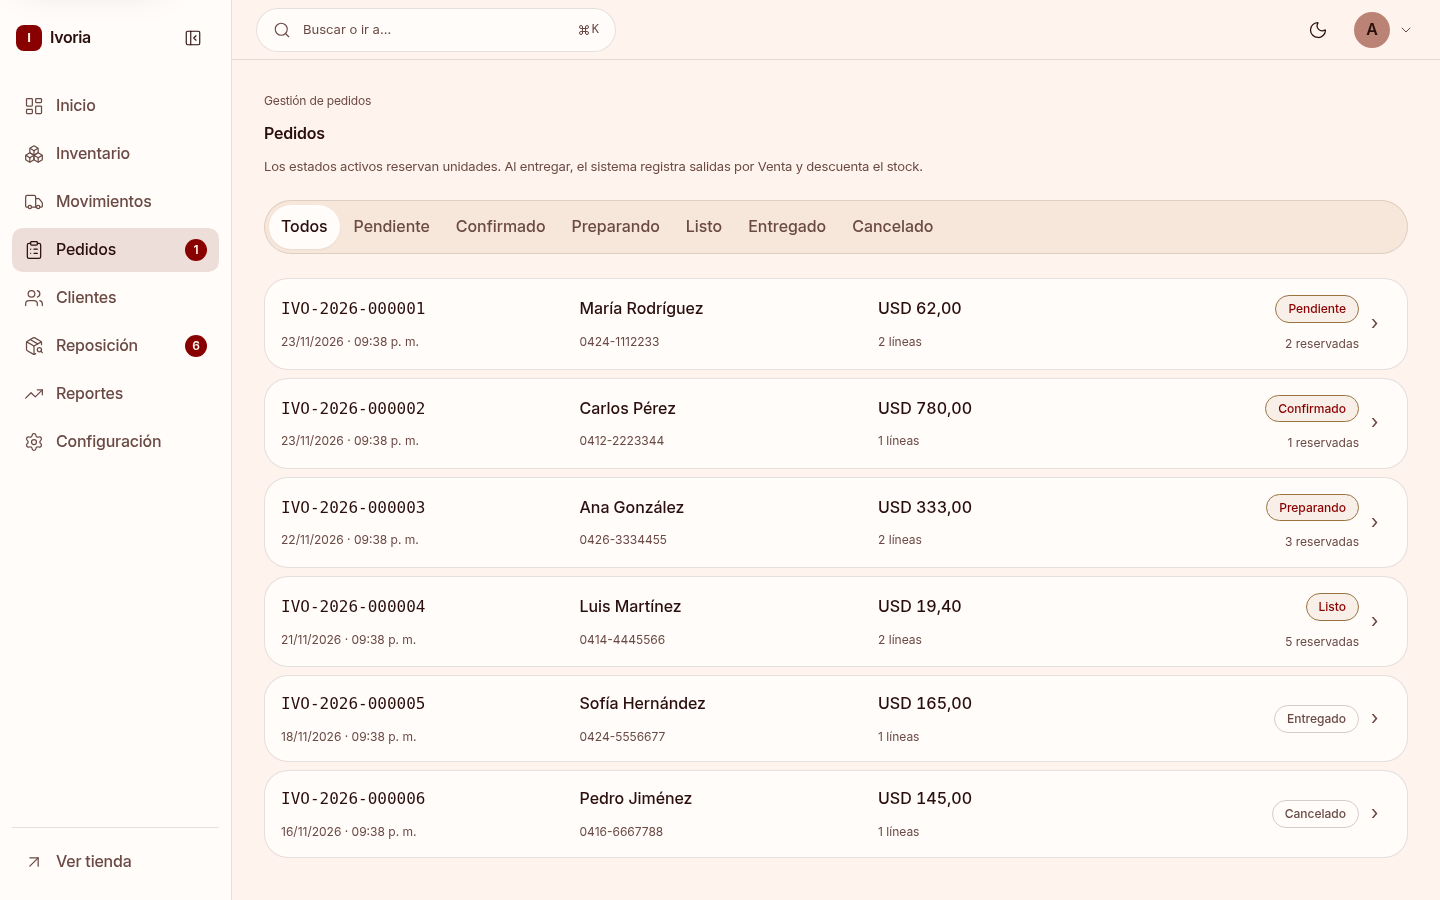 I Ivoria
Buscar o ir a... ⌘K
A
Inicio
Inventario
Movimientos
Pedidos 1
Clientes
Reposición 6
Reportes
Configuración
Ver tienda
Gestión de pedidos
Pedidos
Los estados activos reservan unidades. Al entregar, el sistema registra salidas por Venta y descuenta el stock.
Todos Pendiente Confirmado Preparando Listo Entregado Cancelado
IVO-2026-000001 María Rodríguez USD 62,00 Pendiente
23/11/2026 · 09:38 p. m. 0424-1112233 2 líneas 2 reservadas
IVO-2026-000002 Carlos Pérez USD 780,00 Confirmado
23/11/2026 · 09:38 p. m. 0412-2223344 1 líneas 1 reservadas
IVO-2026-000003 Ana González USD 333,00 Preparando
22/11/2026 · 09:38 p. m. 0426-3334455 2 líneas 3 reservadas
IVO-2026-000004 Luis Martínez USD 19,40 Listo
21/11/2026 · 09:38 p. m. 0414-4445566 2 líneas 5 reservadas
IVO-2026-000005 Sofía Hernández USD 165,00 Entregado
18/11/2026 · 09:38 p. m. 0424-5556677 1 líneas
IVO-2026-000006 Pedro Jiménez USD 145,00 Cancelado
16/11/2026 · 09:38 p. m. 0416-6667788 1 líneas